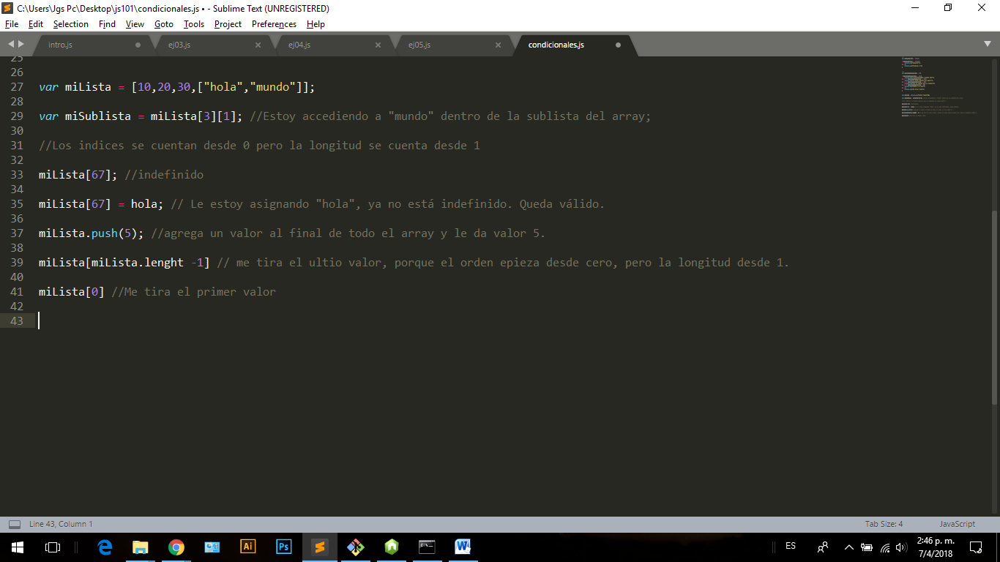 C:\Users\Jgs Pc\Desktop\js101\condicionales.js • - Sublime Text (UNREGISTERED)
File Edit Selection Find View Goto Tools Project Preferences Help
intro.js ej03.js ej04.js ej05.js condicionales.js
25
26
27 var miLista = [10,20,30,["hola","mundo"]];
28
29 var miSublista = miLista[3][1]; //Estoy accediendo a "mundo" dentro de la sublista del array;
30
31 //Los indices se cuentan desde 0 pero la longitud se cuenta desde 1
32
33 miLista[67]; //indefinido
34
35 miLista[67] = hola; // Le estoy asignando "hola", ya no está indefinido. Queda válido.
36
37 miLista.push(5); //agrega un valor al final de todo el array y le da valor 5.
38
39 miLista[miLista.lenght -1] // me tira el ultio valor, porque el orden epieza desde cero, pero la longitud desde 1.
40
41 miLista[0] //Me tira el primer valor
42
43
Line 43, Column 1 Tab Size: 4 JavaScript
Ai Ps W ES 2:46 p. m.
7/4/2018